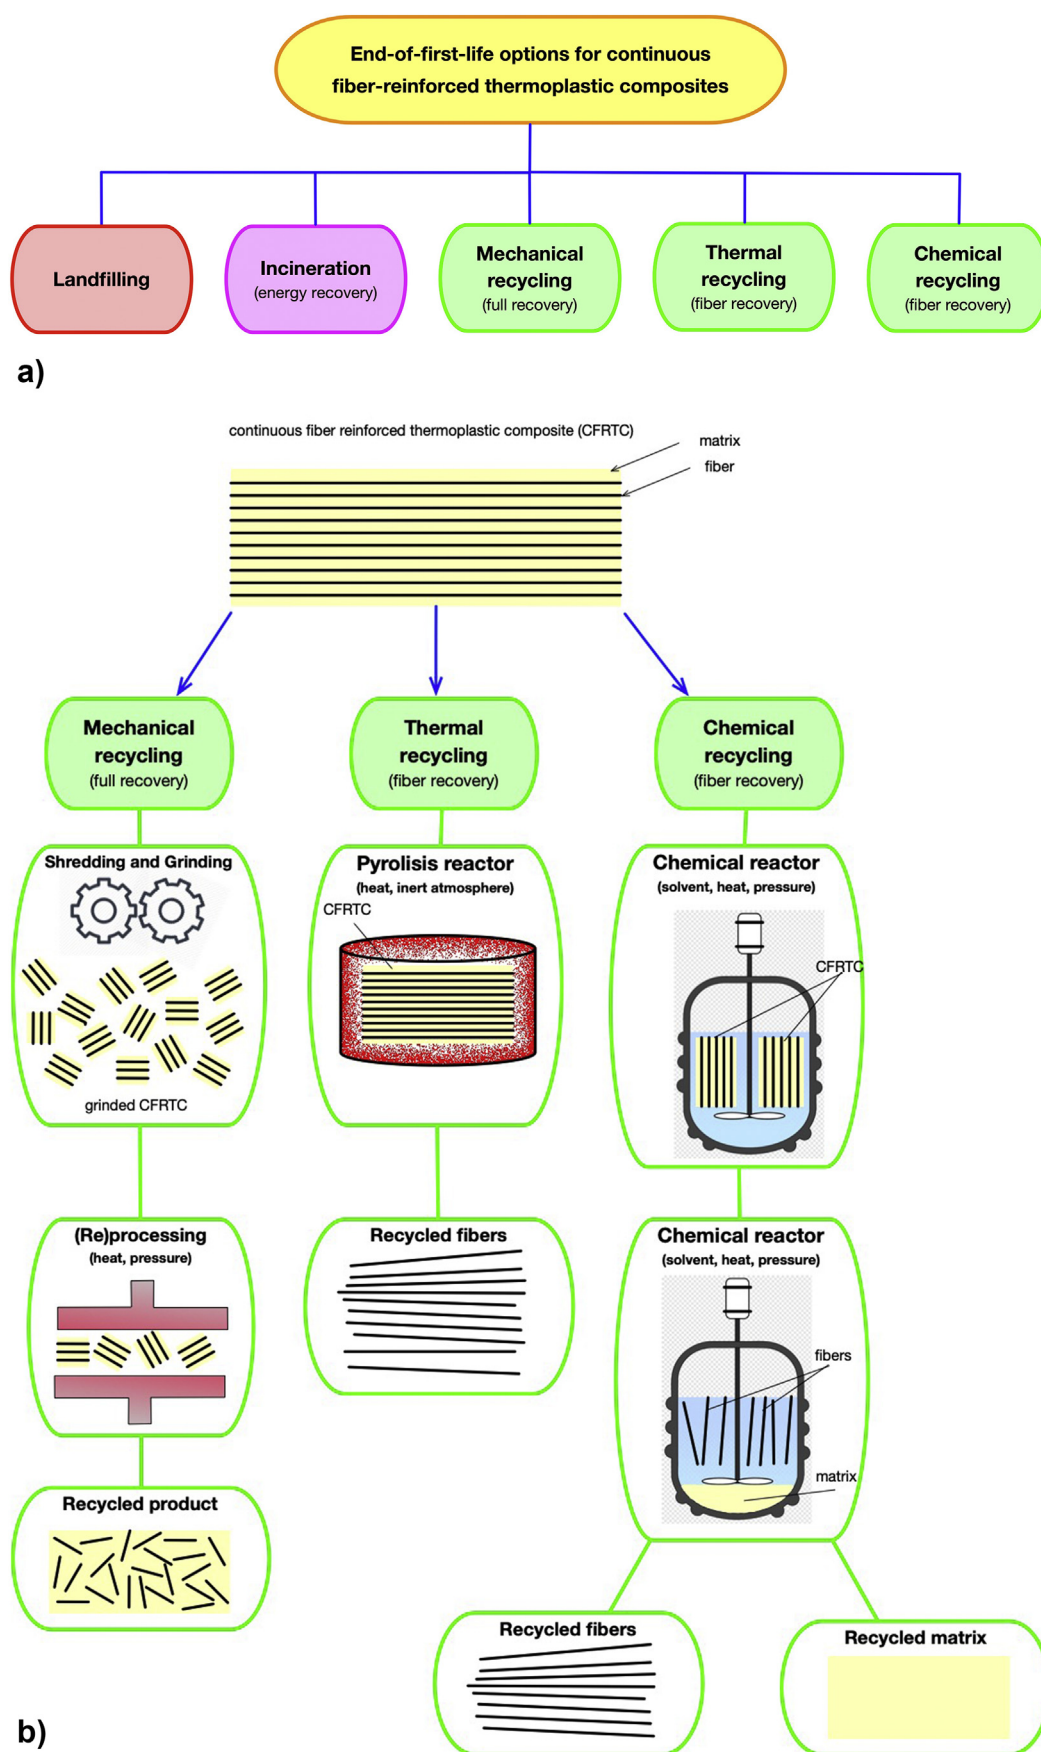 End-of-first-life options for continuous
fiber-reinforced thermoplastic composites
Landfilling
Incineration
(energy recovery)
Mechanical
recycling
(full recovery)
Thermal
recycling
(fiber recovery)
Chemical
recycling
(fiber recovery)
a)
continuous fiber reinforced thermoplastic composite (CFRTC)
matrix
fiber
Mechanical
recycling
(full recovery)
Thermal
recycling
(fiber recovery)
Chemical
recycling
(fiber recovery)
Shredding and Grinding
grinded CFRTC
Pyrolisis reactor
(heat, inert atmosphere)
CFRTC
Chemical reactor
(solvent, heat, pressure)
CFRTC
(Re)processing
(heat, pressure)
Recycled fibers
Chemical reactor
(solvent, heat, pressure)
fibers
matrix
Recycled product
Recycled fibers
Recycled matrix
b)